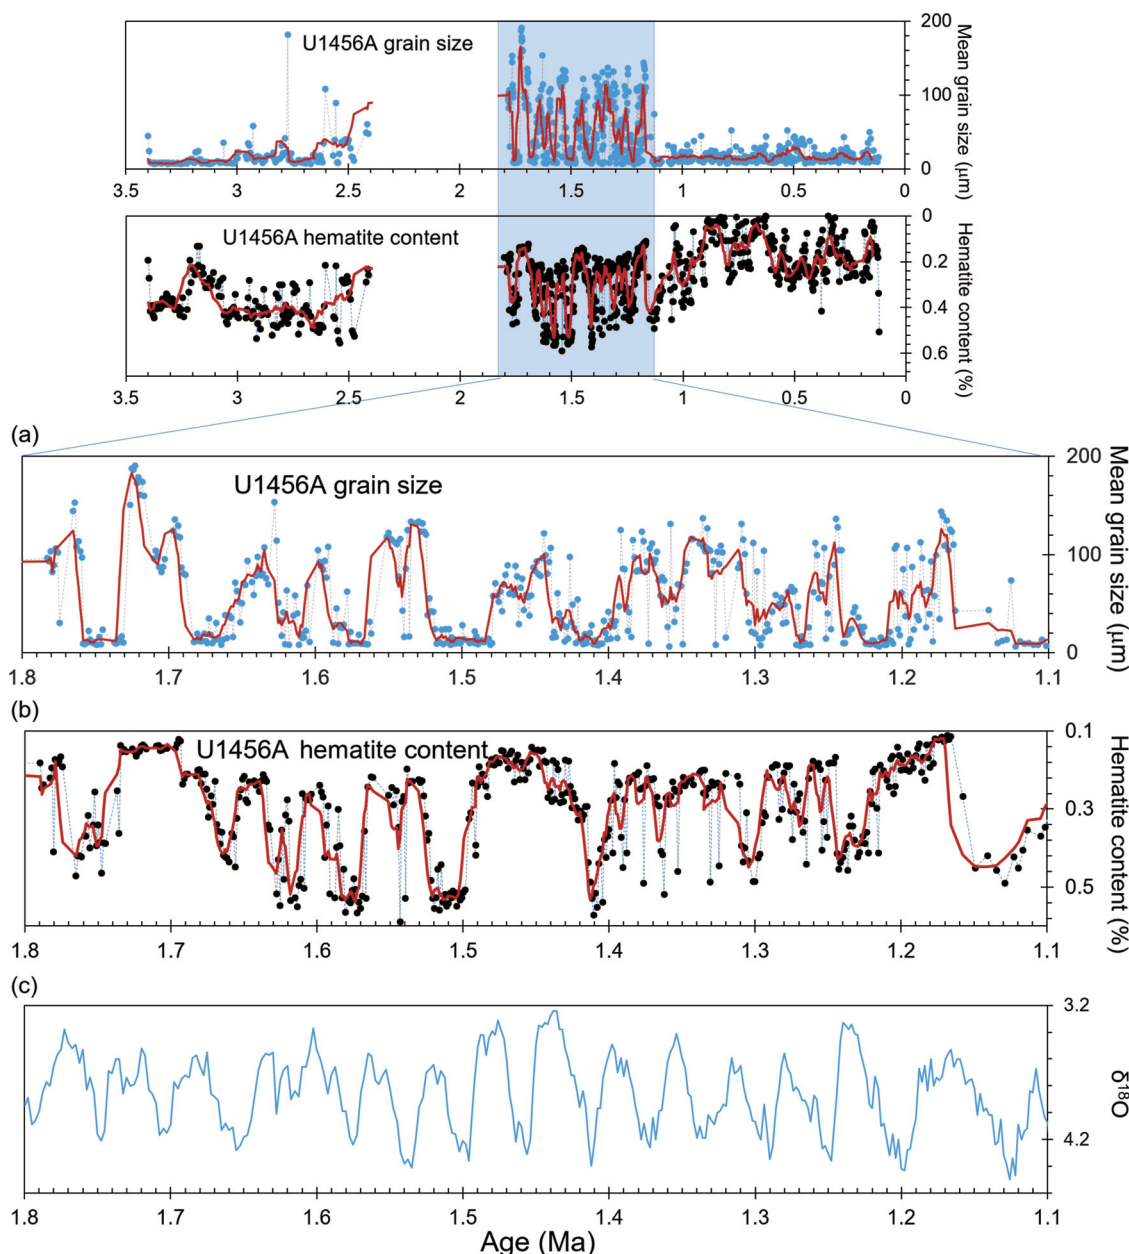 U1456A grain size
200
100
0
Mean grain size (μm)
3.5 3 2.5 2 1.5 1 0.5 0
U1456A hematite content
0
0.2
0.4
0.6
Hematite content (%)
3.5 3 2.5 2 1.5 1 0.5 0
(a)
U1456A grain size
200
100
0
Mean grain size (μm)
1.8 1.7 1.6 1.5 1.4 1.3 1.2 1.1
(b)
U1456A hematite content
0.1
0.3
0.5
Hematite content (%)
1.8 1.7 1.6 1.5 1.4 1.3 1.2 1.1
(c)
3.2
4.2
δ18O
1.8 1.7 1.6 1.5 1.4 1.3 1.2 1.1
Age (Ma)